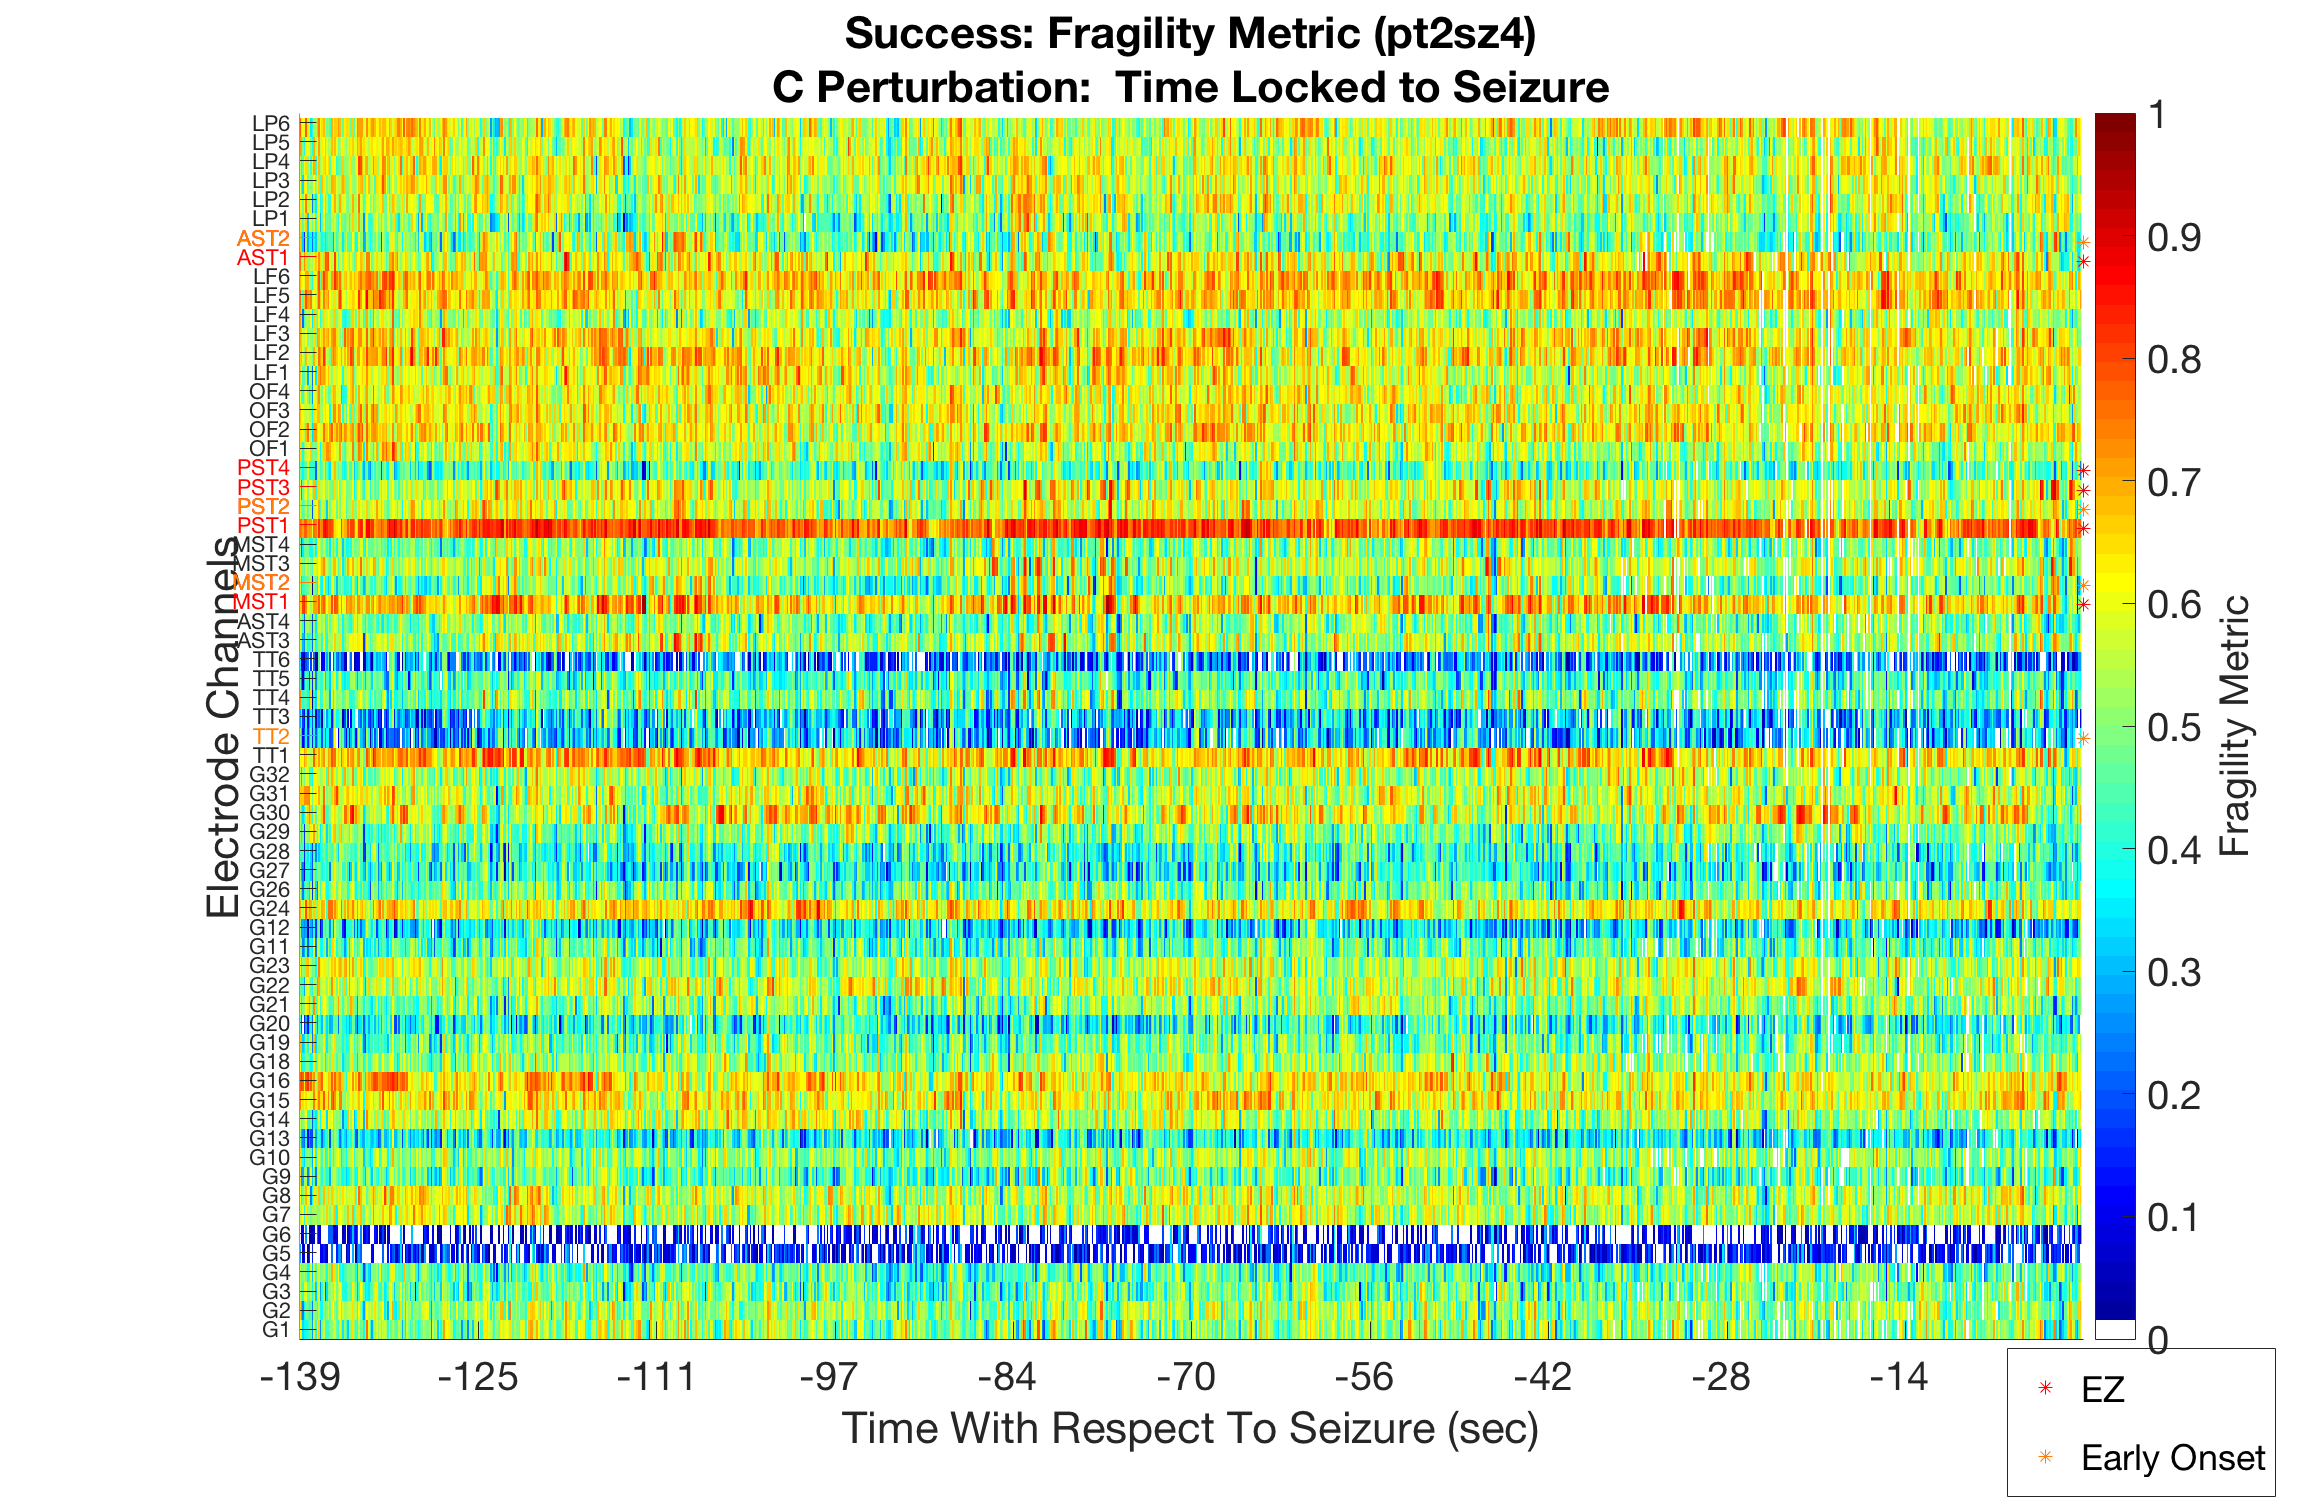 Success: Fragility Metric (pt2sz4)
C Perturbation:  Time Locked to Seizure
Electrode Channels
LP6
LP5
LP4
LP3
LP2
LP1
AST2
AST1
LF6
LF5
LF4
LF3
LF2
LF1
OF4
OF3
OF2
OF1
PST4
PST3
PST2
PST1
MST4
MST3
MST2
MST1
AST4
AST3
TT6
TT5
TT4
TT3
TT2
TT1
G32
G31
G30
G29
G28
G27
G26
G24
G12
G11
G23
G22
G21
G20
G19
G18
G16
G15
G14
G13
G10
G9
G8
G7
G6
G5
G4
G3
G2
G1
-139 -125 -111 -97 -84 -70 -56 -42 -28 -14
Time With Respect To Seizure (sec)
1
0.9
0.8
0.7
0.6
0.5
0.4
0.3
0.2
0.1
0
Fragility Metric
EZ
Early Onset